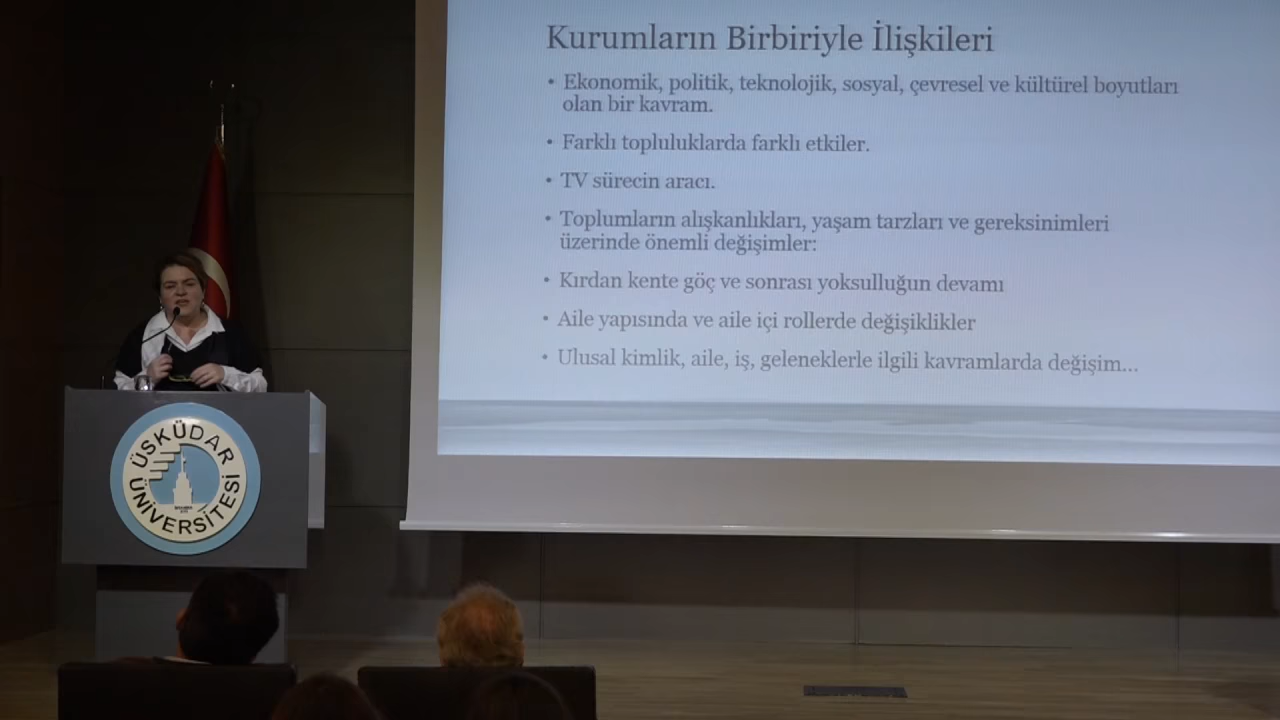 Kurumların Birbiriyle İlişkileri
• Ekonomik, politik, teknolojik, sosyal, çevresel ve kültürel boyutları
olan bir kavram.
• Farklı topluluklarda farklı etkiler.
• TV sürecin aracı.
• Toplumların alışkanlıkları, yaşam tarzları ve gereksinimleri
üzerinde önemli değişimler:
• Kırdan kente göç ve sonrası yoksulluğun devamı
• Aile yapısında ve aile içi rollerde değişiklikler
• Ulusal kimlik, aile, iş, geleneklerle ilgili kavramlarda değişim...
ÜSKÜDAR
ÜNİVERSİTESİ